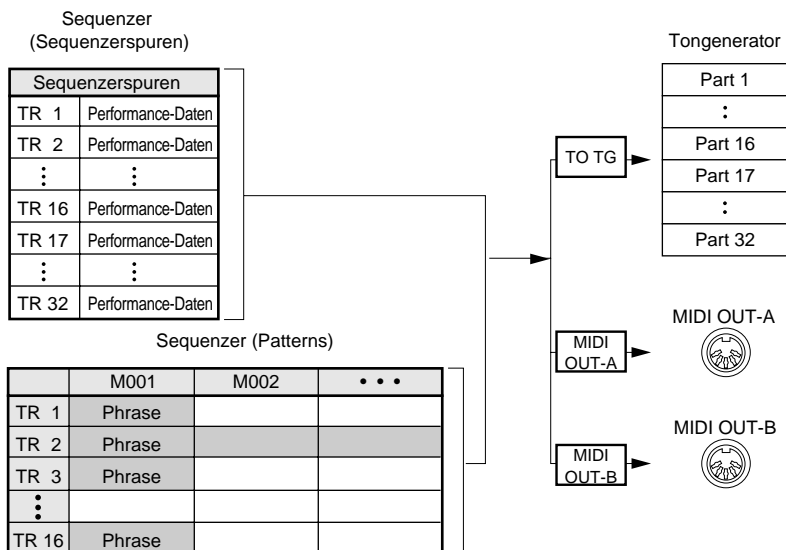 Sequenzer
(Sequenzerspuren)
Sequenzerspuren
TR 1 Performance-Daten
TR 2 Performance-Daten
⋮ ⋮
TR 16 Performance-Daten
TR 17 Performance-Daten
⋮ ⋮
TR 32 Performance-Daten
Sequenzer (Patterns)
M001 M002 • • •
TR 1 Phrase
TR 2 Phrase
TR 3 Phrase
⋮
TR 16 Phrase
TO TG
MIDI
OUT-A
MIDI
OUT-B
Tongenerator
Part 1
⋮
Part 16
Part 17
⋮
Part 32
MIDI OUT-A
MIDI OUT-B